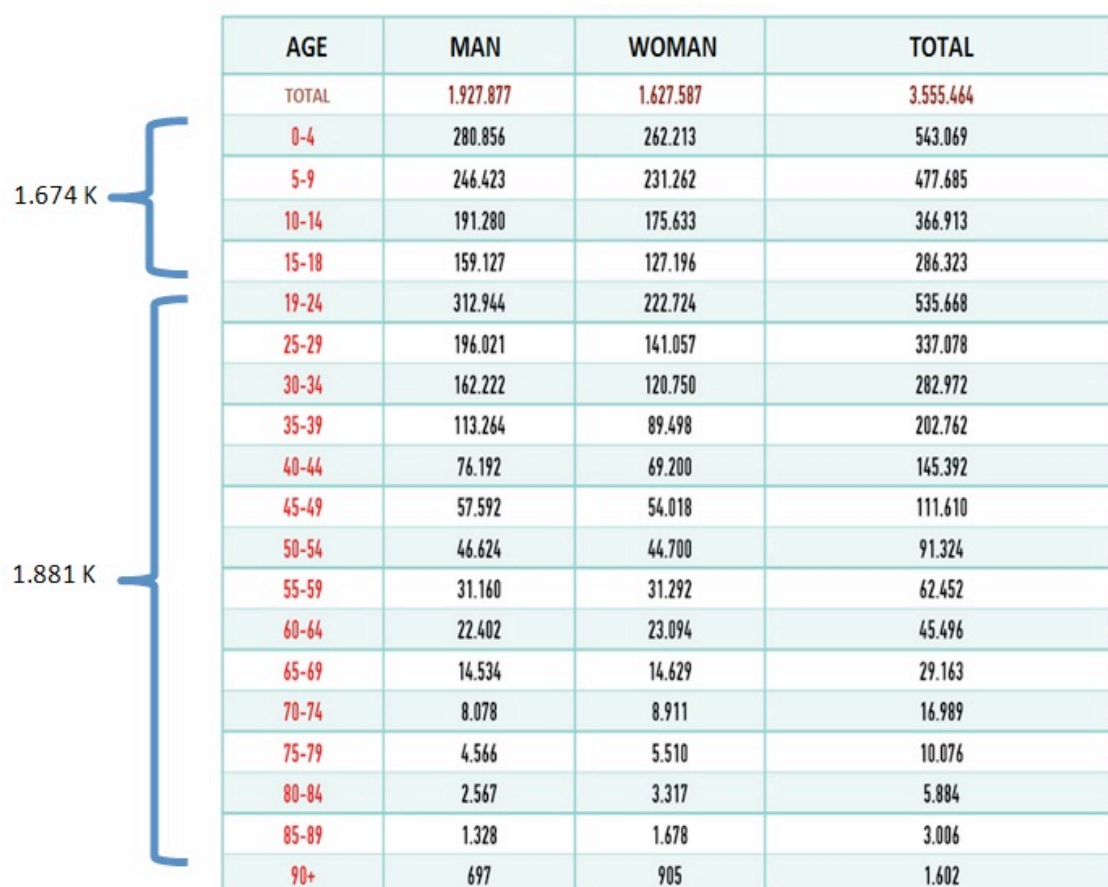 AGE MAN WOMAN TOTAL
TOTAL 1.927.877 1.627.587 3.555.464
0-4 280.856 262.213 543.069
5-9 246.423 231.262 477.685
1.674 K
10-14 191.280 175.633 366.913
15-18 159.127 127.196 286.323
19-24 312.944 222.724 535.668
25-29 196.021 141.057 337.078
30-34 162.222 120.750 282.972
35-39 113.264 89.498 202.762
40-44 76.192 69.200 145.392
45-49 57.592 54.018 111.610
50-54 46.624 44.700 91.324
1.881 K
55-59 31.160 31.292 62.452
60-64 22.402 23.094 45.496
65-69 14.534 14.629 29.163
70-74 8.078 8.911 16.989
75-79 4.566 5.510 10.076
80-84 2.567 3.317 5.884
85-89 1.328 1.678 3.006
90+ 697 905 1.602